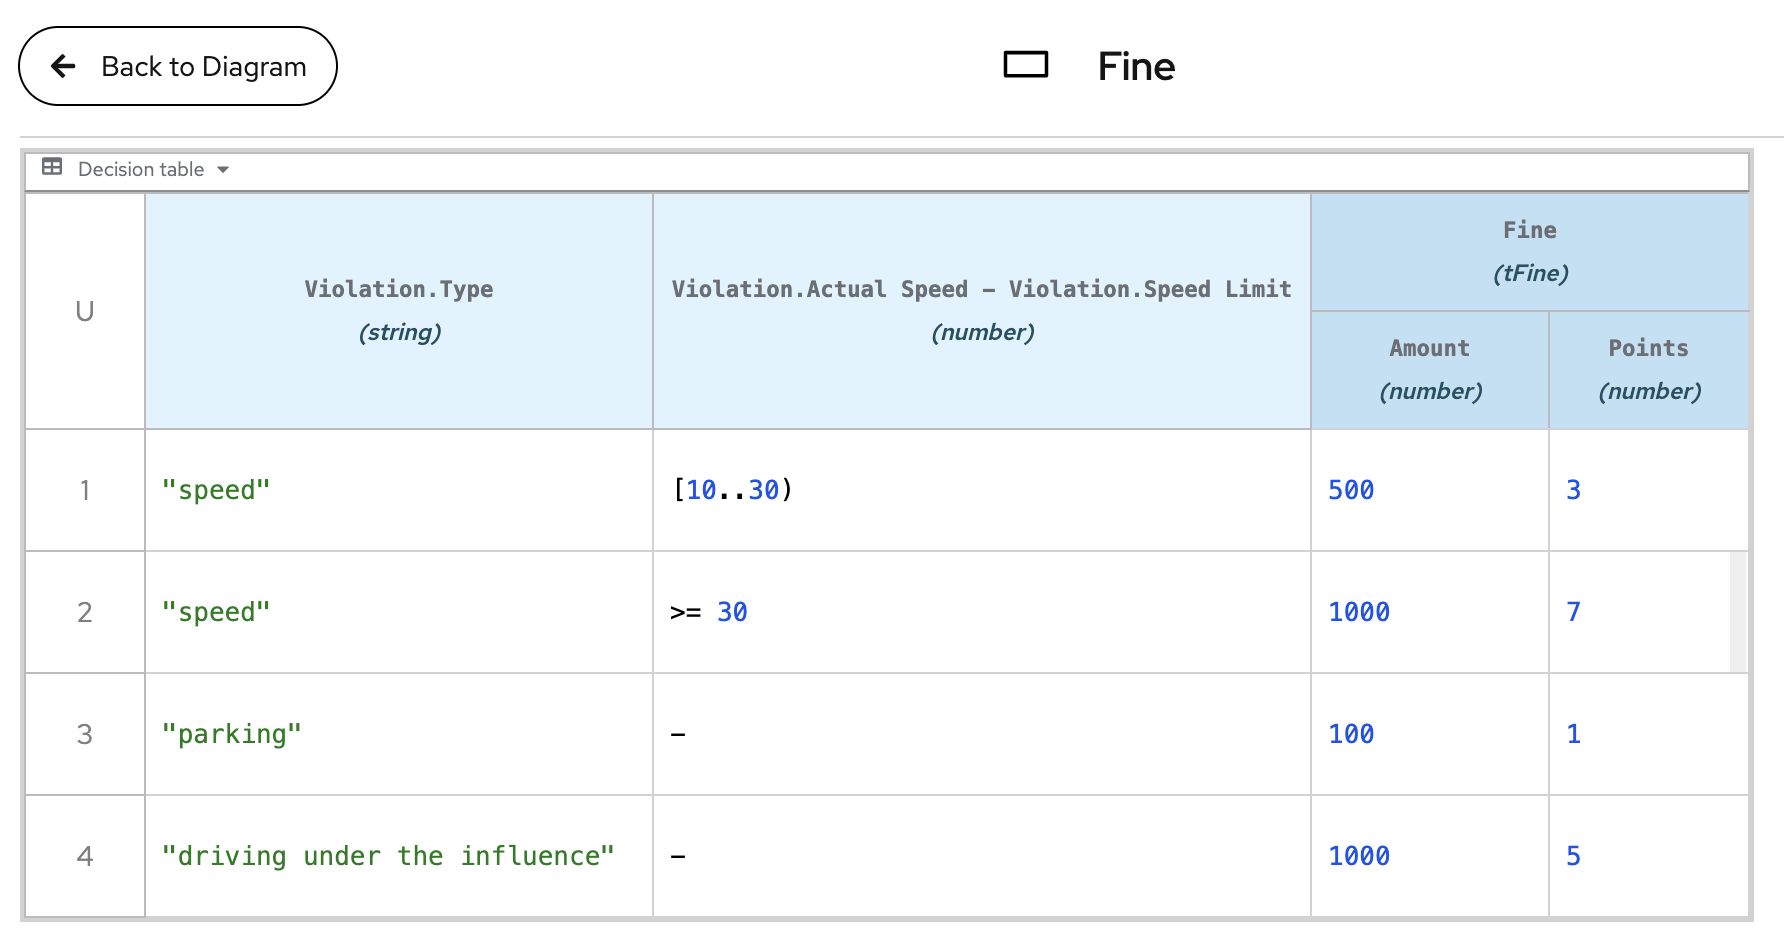 Back to Diagram
Fine
Decision table
U
Violation.Type
(string)
Violation.Actual Speed - Violation.Speed Limit
(number)
Fine
(tFine)
Amount
(number)
Points
(number)
1 "speed" [10..30) 500 3
2 "speed" >= 30 1000 7
3 "parking" - 100 1
4 "driving under the influence" - 1000 5